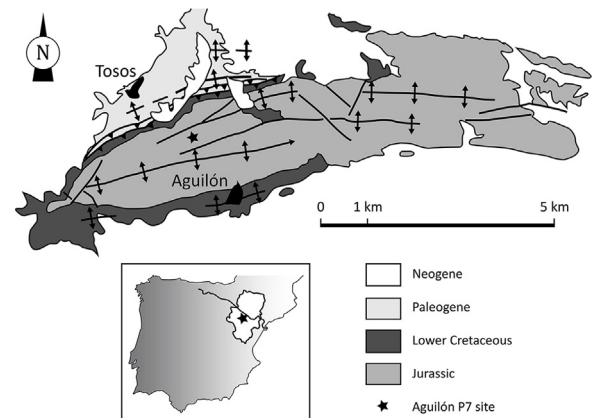 N
Tosos
Aguilón
0 1 km 5 km
Neogene
Paleogene
Lower Cretaceous
Jurassic
Aguilón P7 site